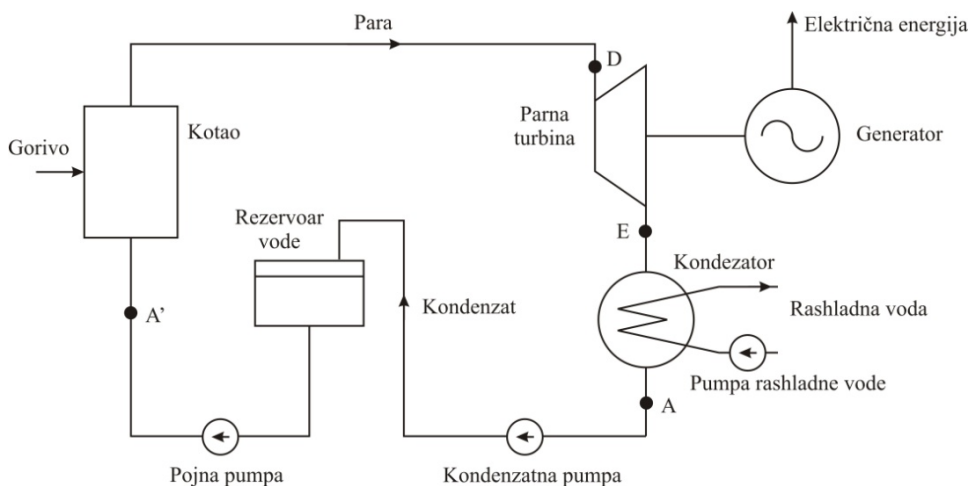 Para
D
Električna energija
Kotao
Gorivo
Parna
turbina
Generator
Rezervoar
vode
E
Kondezator
Rashladna voda
A’
Kondenzat
Pumpa rashladne vode
A
Pojna pumpa
Kondenzatna pumpa